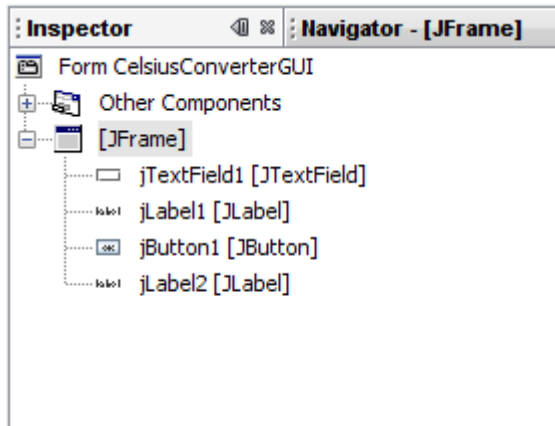 Inspector Navigator - [JFrame]
Form CelsiusConverterGUI
Other Components
[JFrame]
jTextField1 [JTextField]
jLabel1 [JLabel]
jButton1 [JButton]
jLabel2 [JLabel]